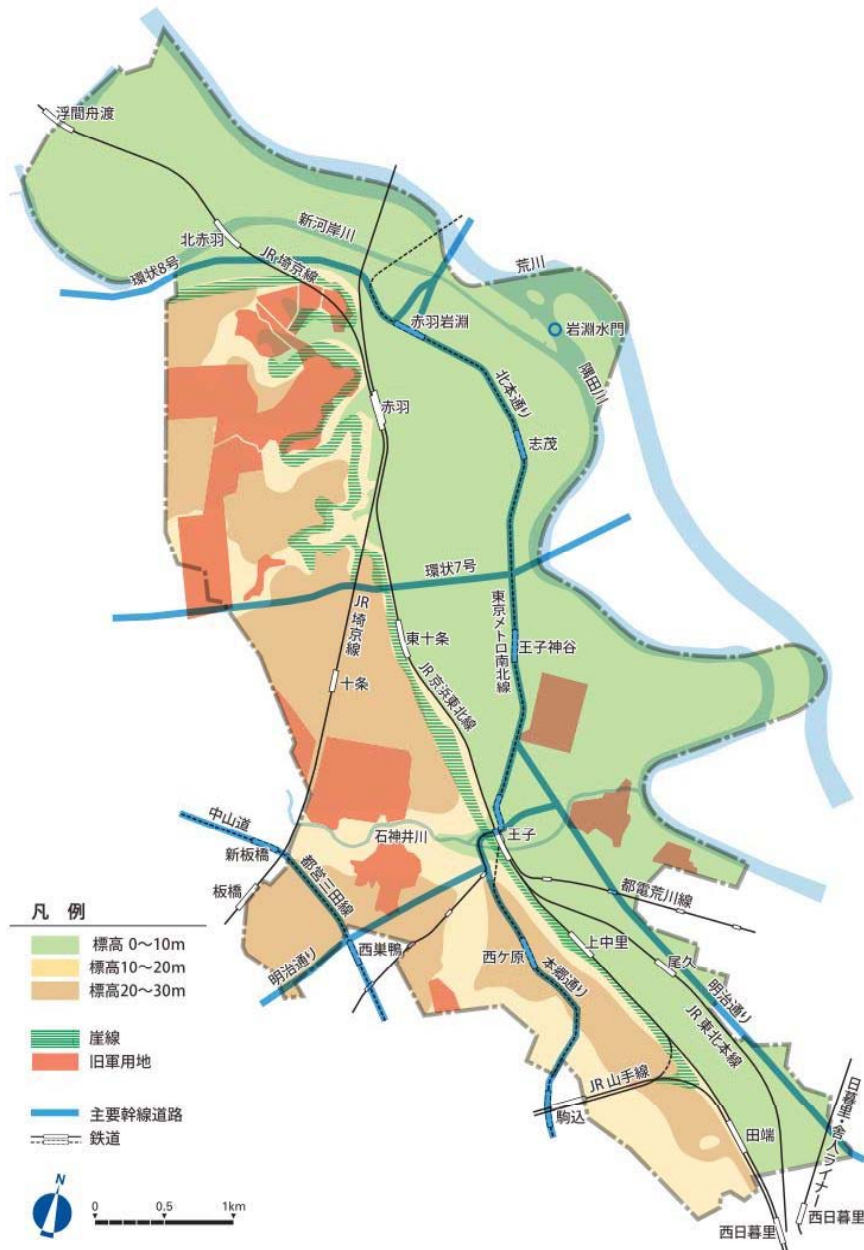 浮間舟渡
新河岸川
北赤羽
JR埼京線
環状8号
荒川
赤羽岩淵
岩淵水門
隅田川
北本通り
赤羽
志茂
環状7号
JR埼京線
東京メトロ南北線
東十条
王子神谷
JR京浜東北線
十条
中山道
石神井川
王子
新板橋
都営三田線
板橋
都電荒川線
凡 例
標高 0〜10m
標高10〜20m
標高20〜30m
崖線
旧軍用地
主要幹線道路
鉄道
西巣鴨
明治通り
西ケ原
本郷通り
上中里
尾久
明治通り
JR東北本線
JR山手線
駒込
田端
日暮里・舎人ライナー
西日暮里
西日暮里
N
0 0.5 1km